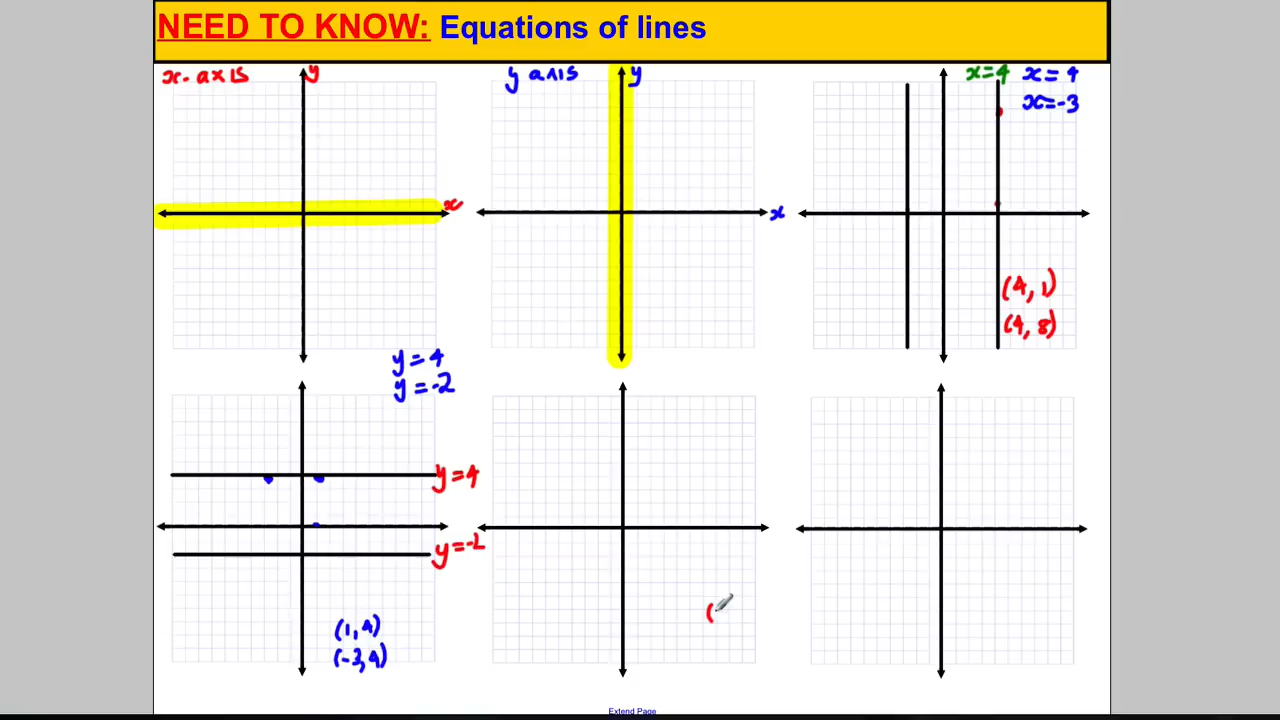 NEED TO KNOW: Equations of lines
x- axis
y
x
y axis
y
x
x=4
x=4
x=-3
(4, 1)
(4, 8)
y=4
y=-2
y=4
y=-2
(1, 4)
(-3, 4)
(
Extend Page